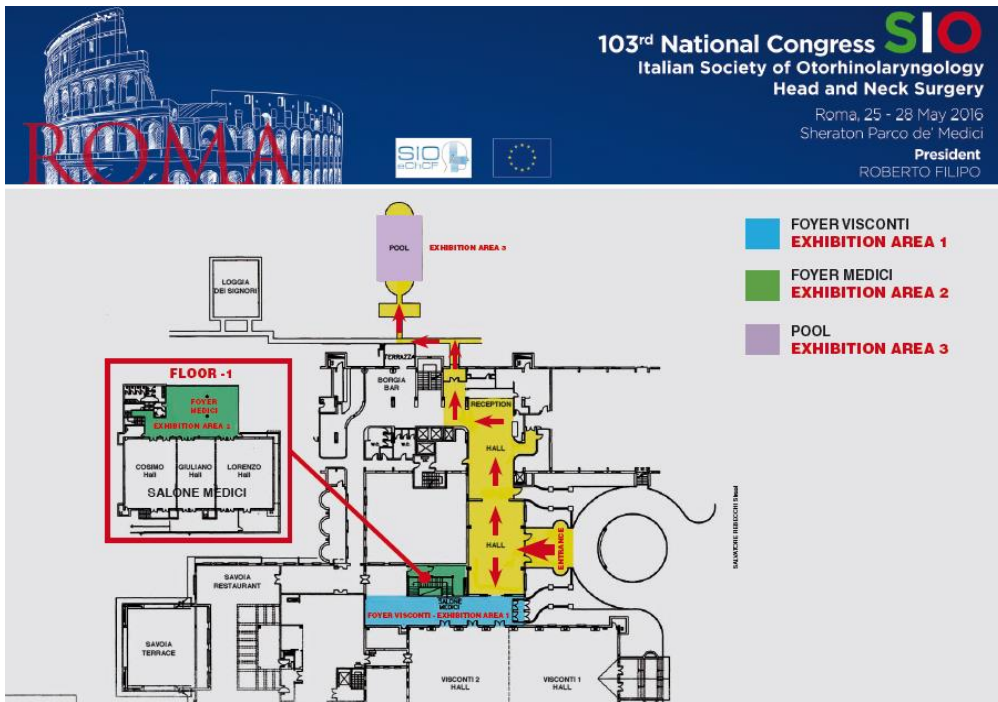 ROMA
103rd National Congress SIO
Italian Society of Otorhinolaryngology
Head and Neck Surgery
Roma, 25 - 28 May 2016
Sheraton Parco de' Medici
President
ROBERTO FILIPO
SIO
eChCF
FOYER VISCONTI
EXHIBITION AREA 1
FOYER MEDICI
EXHIBITION AREA 2
POOL
EXHIBITION AREA 3
POOL
EXHIBITION AREA 3
LOGGIA
DEI SIGNORI
TERRAZZA
BORGIA
BAR
RECEPTION
HALL
HALL
ENTRANCE
FLOOR -1
FOYER
MEDICI
EXHIBITION AREA 2
COSIMO
Hall
GIULIANO
Hall
LORENZO
Hall
SALONE MEDICI
SAVOIA
RESTAURANT
SALONE
MEDICI
FOYER VISCONTI - EXHIBITION AREA 1
SAVOIA
TERRACE
VISCONTI 2
HALL
VISCONTI 1
HALL